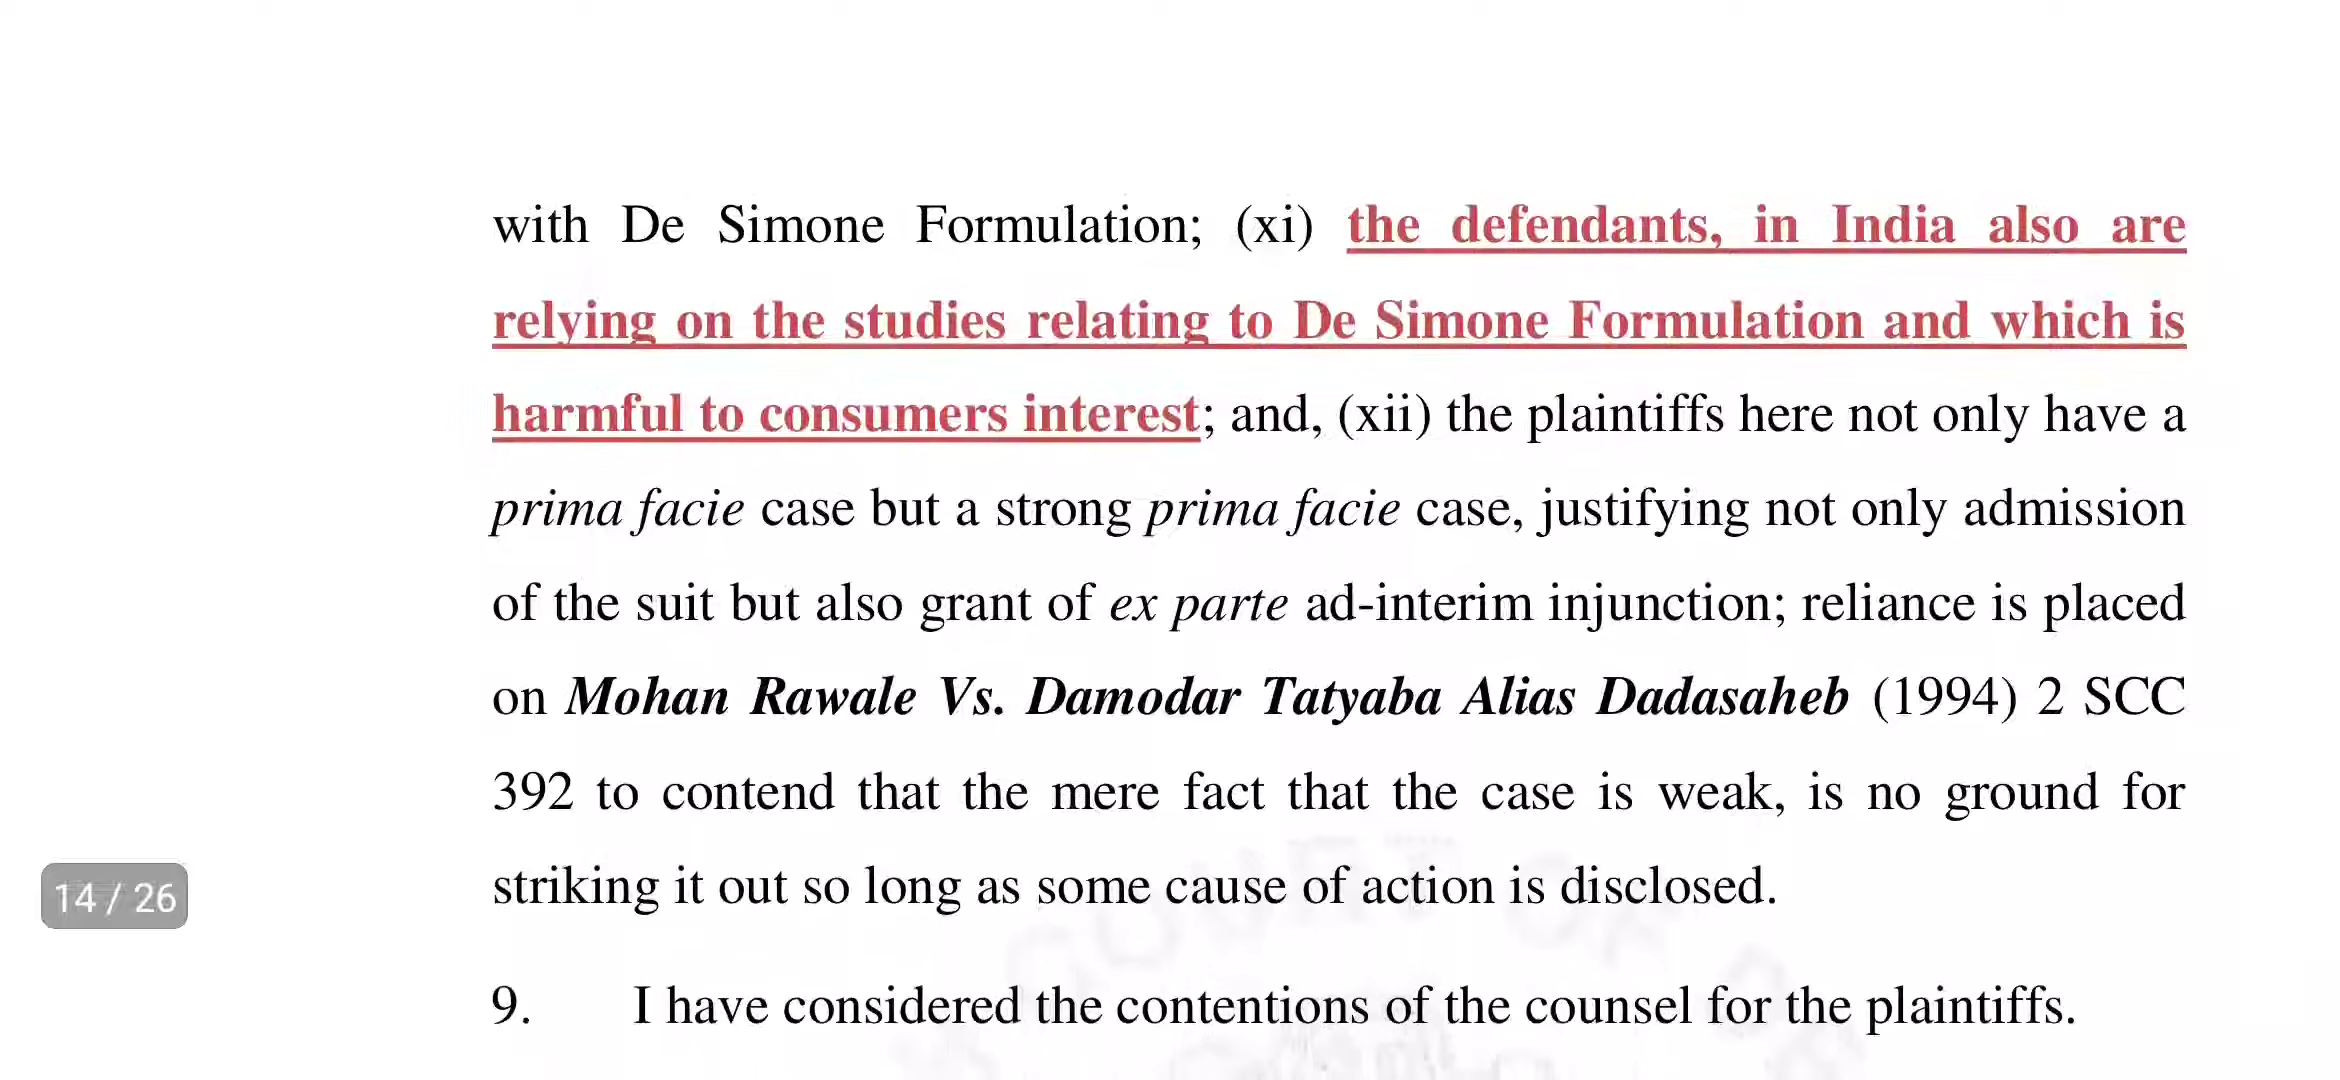 with De Simone Formulation; (xi) the defendants, in India also are
relying on the studies relating to De Simone Formulation and which is
harmful to consumers interest; and, (xii) the plaintiffs here not only have a
prima facie case but a strong prima facie case, justifying not only admission
of the suit but also grant of ex parte ad-interim injunction; reliance is placed
on Mohan Rawale Vs. Damodar Tatyaba Alias Dadasaheb (1994) 2 SCC
392 to contend that the mere fact that the case is weak, is no ground for
striking it out so long as some cause of action is disclosed.
14 / 26
9. I have considered the contentions of the counsel for the plaintiffs.
COURT OF